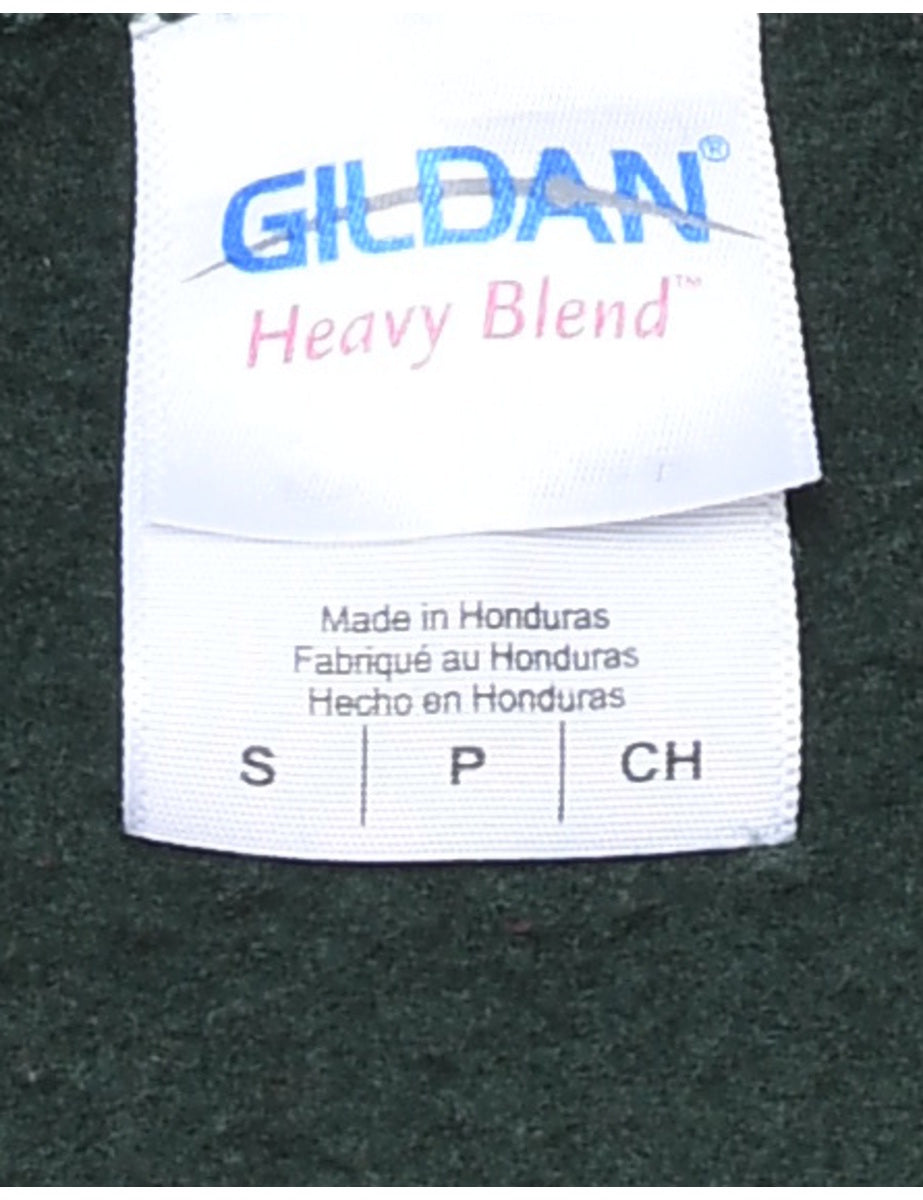 GILDAN®
Heavy Blend™
Made in Honduras
Fabriqué au Honduras
Hecho en Honduras
S | P | CH